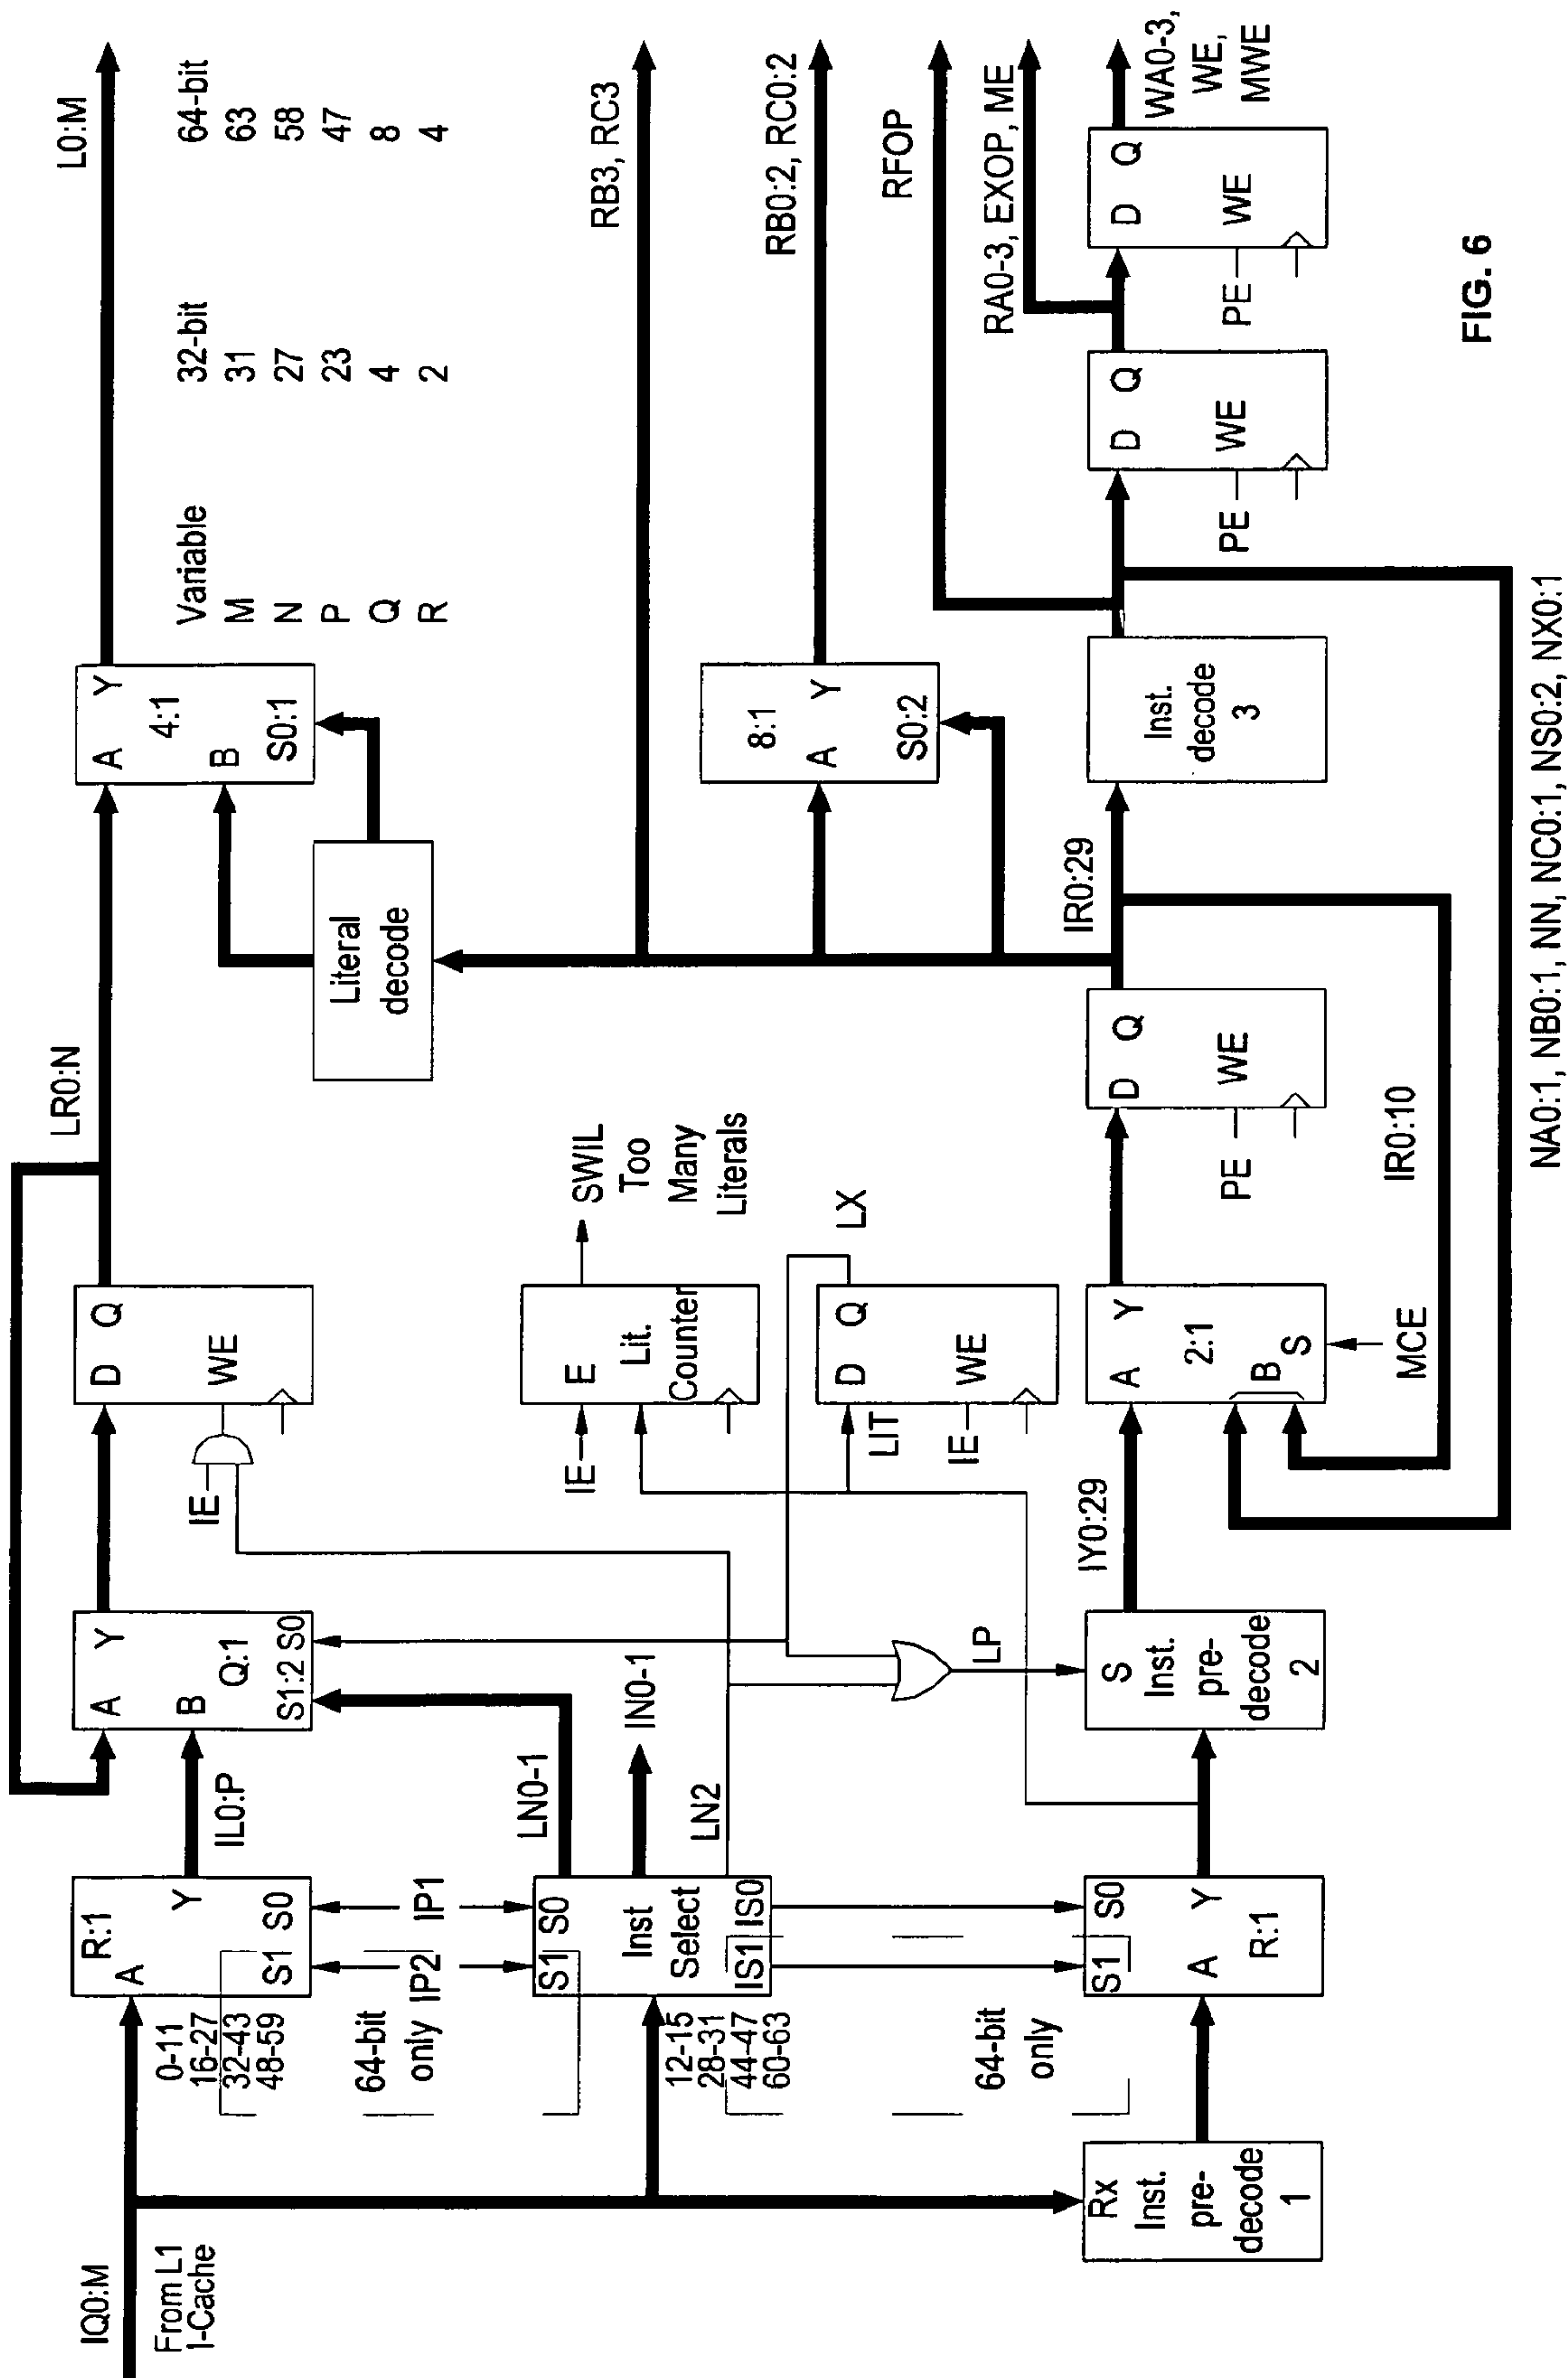 IQ0:M
From L1
I-Cache
R:1
A
Y
S1
S0
0-11
16-27
32-43
48-59
64-bit
only
IP2
IP1
ILO:P
A
Y
B
Q:1
S1:2 S0
IE
D
Q
WE
LR0:N
A
Y
4:1
B
S0:1
L0:M
Variable
32-bit
64-bit
M
31
63
N
27
58
P
23
47
Q
4
8
R
2
4
S1
S0
Inst
Select
IS1
IS0
12-15
28-31
44-47
60-63
64-bit
only
LN0-1
IN0-1
LN2
IE
E
Lit.
Counter
SWIL
Too
Many
Literals
LIT
IE
D
Q
WE
LX
Literal
decode
RB3, RC3
8:1
A
Y
S0:2
RB0:2, RC0:2
RFOP
RA0-3, EXOP, ME
Rx
Inst.
pre-
decode
1
S1
S0
A
Y
R:1
LP
S
Inst.
pre-
decode
2
IY0:29
A
Y
2:1
B
S
MCE
D
Q
PE
WE
IR0:29
IR0:10
Inst.
decode
3
D
Q
PE
WE
D
Q
PE
WE
WA0-3,
WE,
MWE
NA0:1, NB0:1, NN, NC0:1, NS0:2, NX0:1
FIG. 6